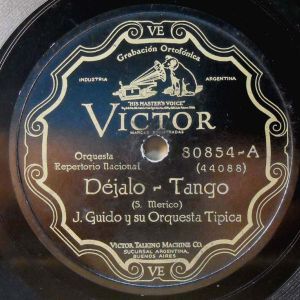 VE
Grabación Ortofónica
INDUSTRIA ARGENTINA
"HIS MASTER'S VOICE"
VICTOR
Orquesta
Repertorio Nacional
30854-A
(44088)
Déjalo - Tango
(S. Merico)
J. Guido y su Orquesta Típica
VICTOR TALKING MACHINE CO.
SUCURSAL ARGENTINA,
BUENOS AIRES
VE